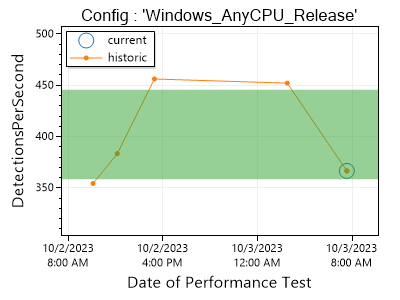 Config : 'Windows_AnyCPU_Release'
500
450
400
350
DetectionsPerSecond
current
historic
10/2/2023
8:00 AM
10/2/2023
4:00 PM
10/3/2023
12:00 AM
10/3/2023
8:00 AM
Date of Performance Test